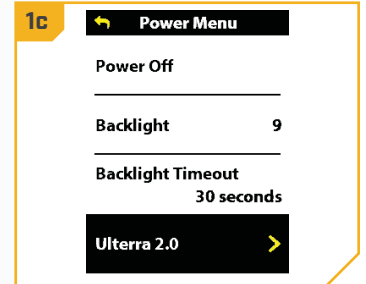 1c
Power Menu
Power Off
Backlight 9
Backlight Timeout
30 seconds
Ulterra 2.0